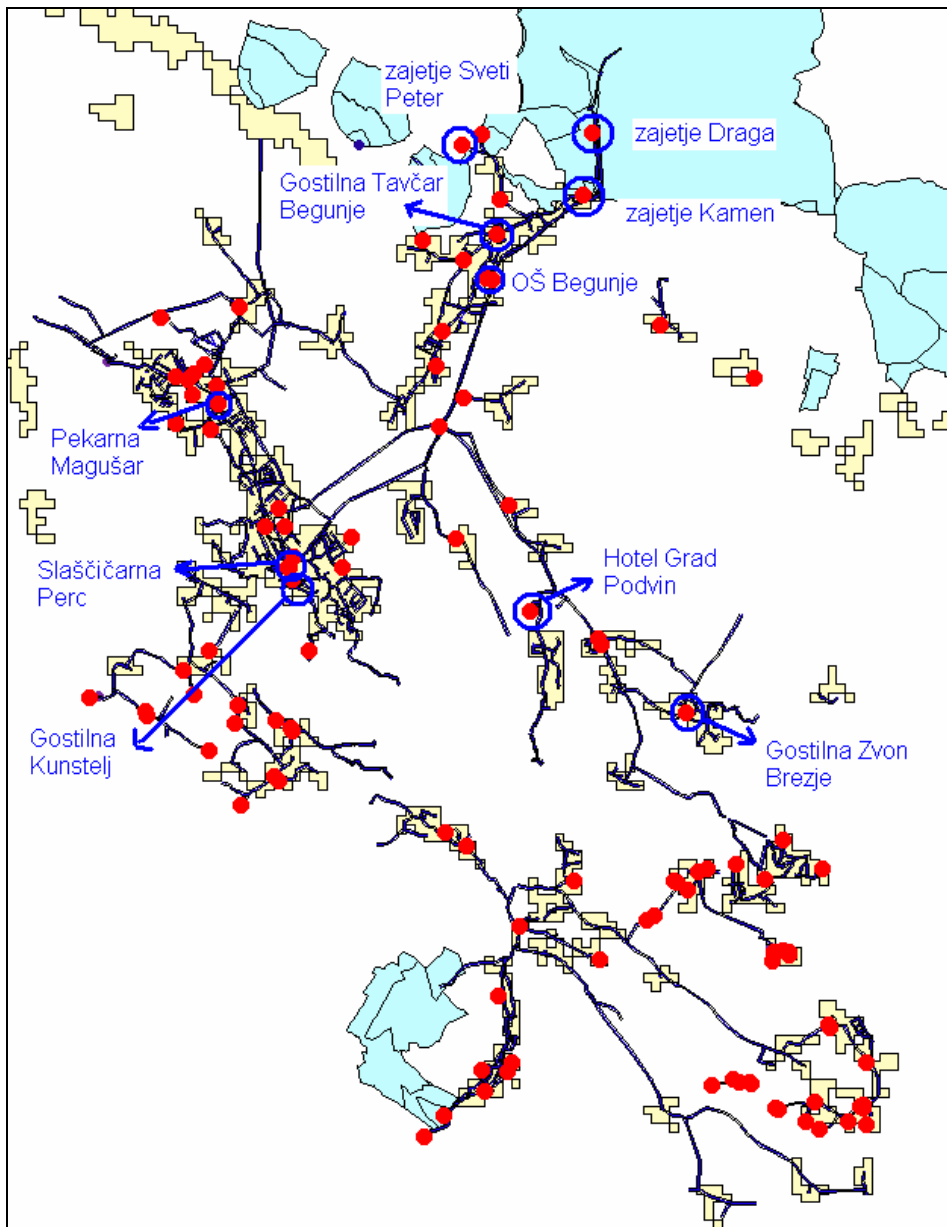 zajetje Sveti
Peter
zajetje Draga
Gostilna Tavčar
Begunje
zajetje Kamen
OŠ Begunje
Pekarna
Magušar
Slaščičarna
Perc
Hotel Grad
Podvin
Gostilna
Kunstelj
Gostilna Zvon
Brezje